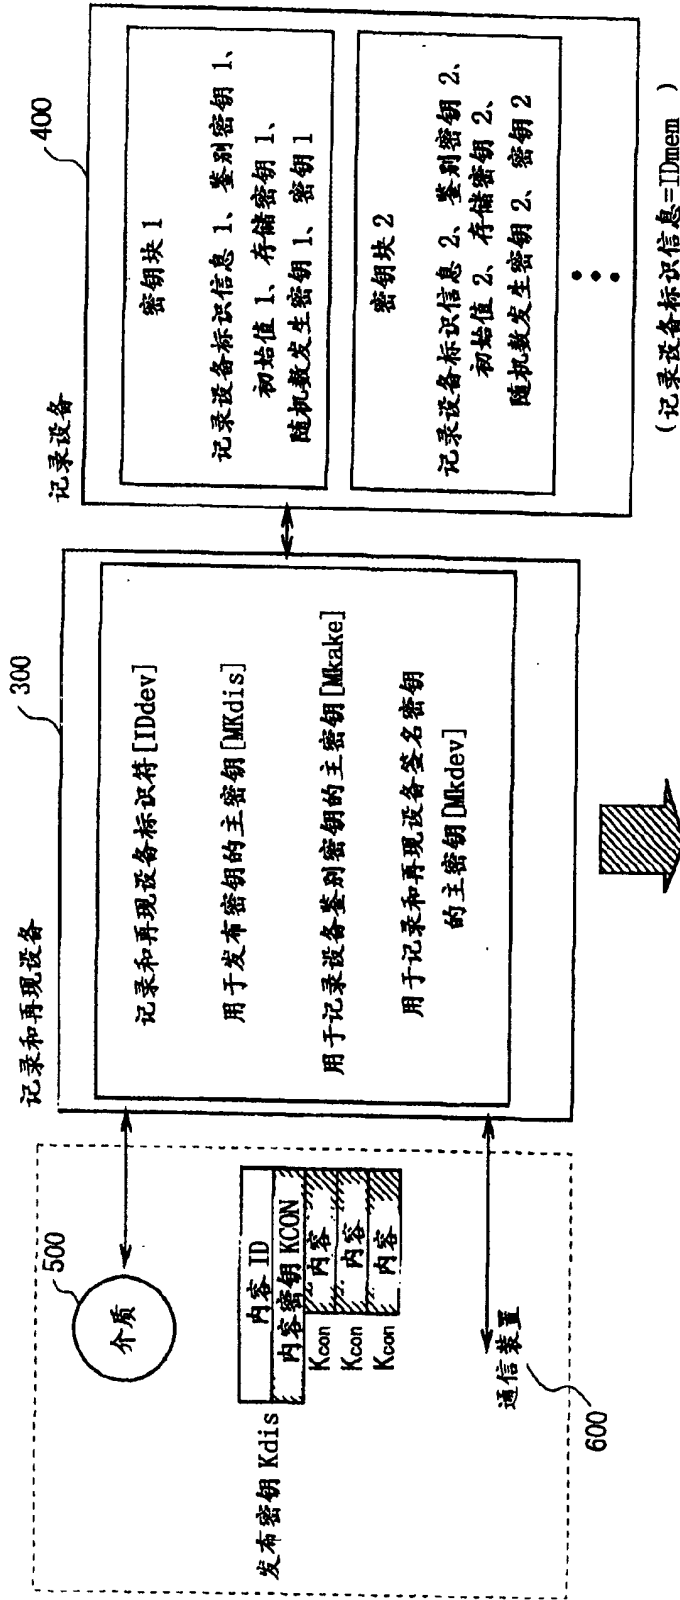 介质
500
发布密钥 Kdis
内容 ID
内容密钥 KCON
Kcon 内容
Kcon 内容
Kcon 内容
通信装置
600
记录和再现设备
300
记录和再现设备标识符[IDdev]
用于发布密钥的主密钥[MKdis]
用于记录设备鉴别密钥的主密钥[Mkake]
用于记录和再现设备签名密钥
的主密钥[Mkdev]
记录设备
400
密钥块 1
记录设备标识信息 1、鉴别密钥 1、
初始值 1、存储密钥 1、
随机数发生密钥 1、密钥 1
密钥块 2
记录设备标识信息 2、鉴别密钥 2、
初始值 2、存储密钥 2、
随机数发生密钥 2、密钥 2
(记录设备标识信息=IDmem )